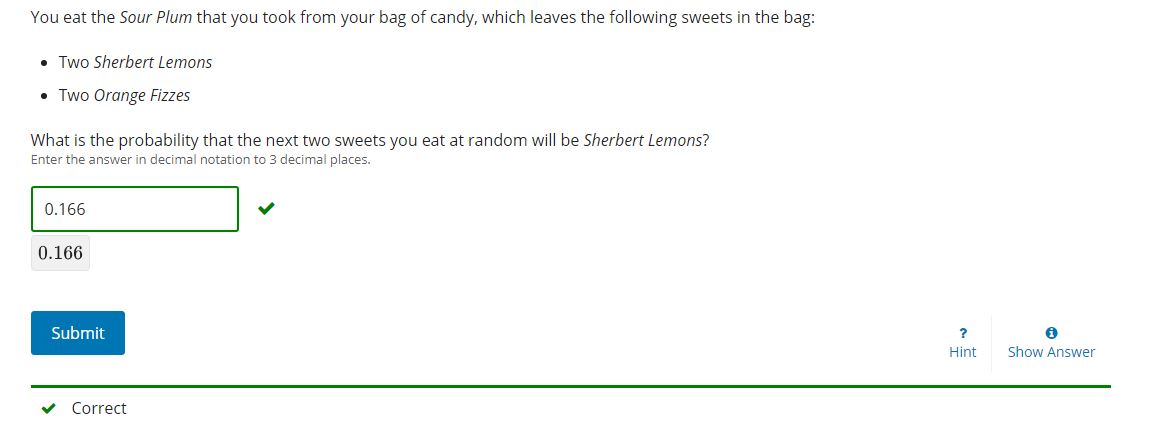 You eat the Sour Plum that you took from your bag of candy, which leaves the following sweets in the bag:
• Two Sherbert Lemons
• Two Orange Fizzes
What is the probability that the next two sweets you eat at random will be Sherbert Lemons?
Enter the answer in decimal notation to 3 decimal places.
0.166
0.166
Submit
? Hint
Show Answer
Correct